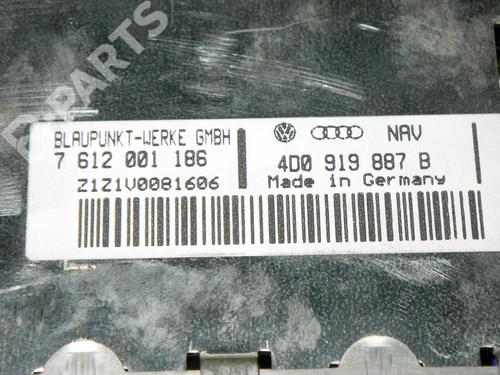 B-PARTS
BLAUPUNKT-WERKE GMBH
7 612 001 186
Z1Z1V0081606
NAV
4D0 919 887 B
Made in Germany